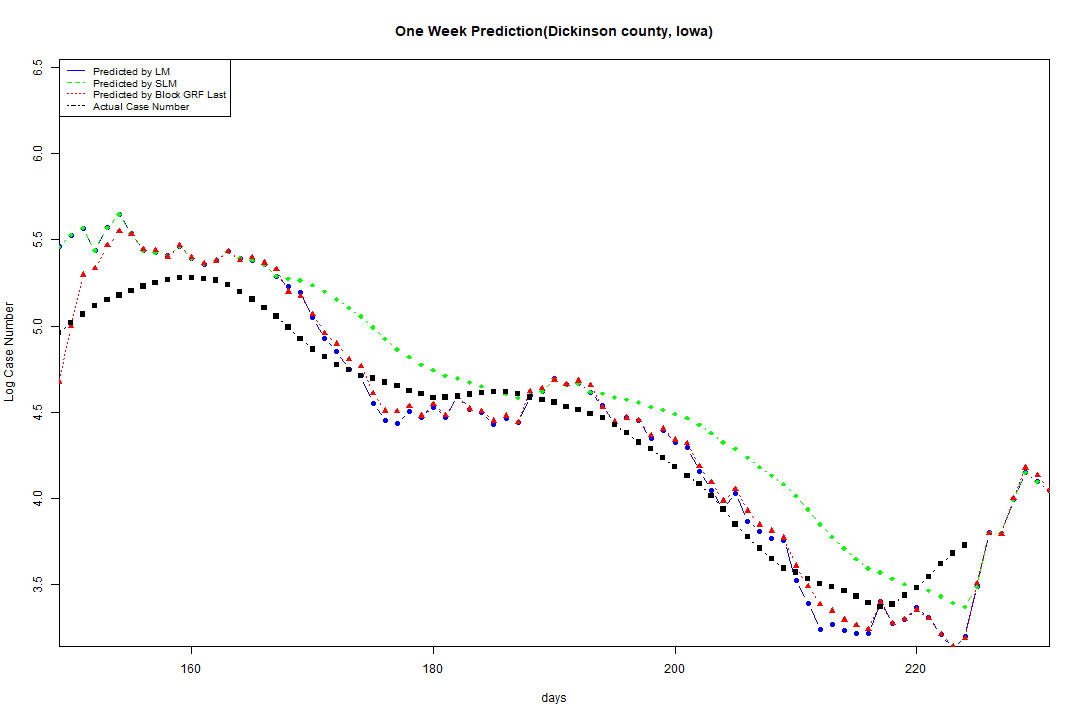 One Week Prediction(Dickinson county, Iowa)
Predicted by LM
Predicted by SLM
Predicted by Block GRF Last
Actual Case Number
6.5
6.0
5.5
5.0
4.5
4.0
3.5
Log Case Number
160
180
200
220
days